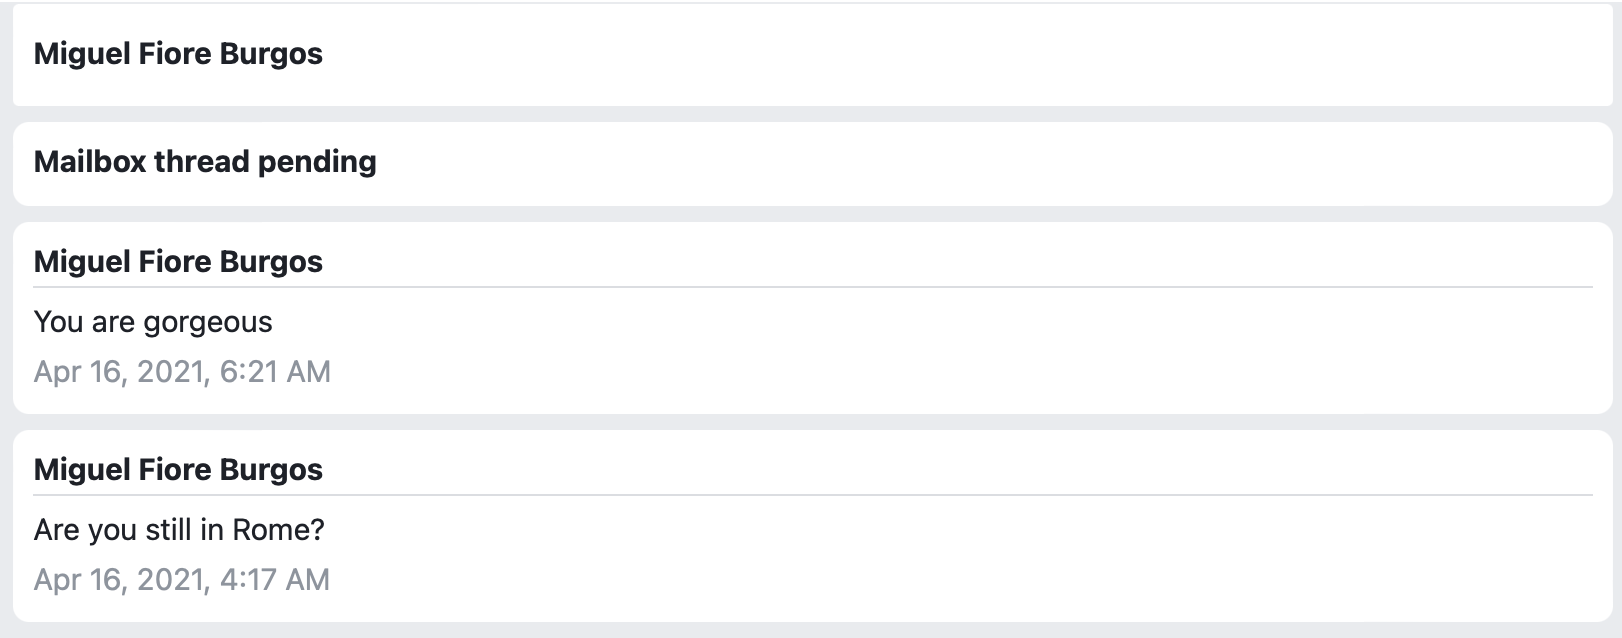 Miguel Fiore Burgos
Mailbox thread pending
Miguel Fiore Burgos
You are gorgeous
Apr 16, 2021, 6:21 AM
Miguel Fiore Burgos
Are you still in Rome?
Apr 16, 2021, 4:17 AM